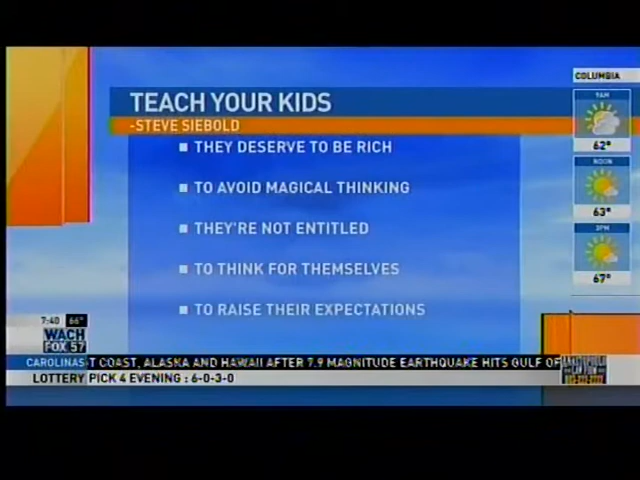 COLUMBIA
TEACH YOUR KIDS
-STEVE SIEBOLD
9AM
62°
■ THEY DESERVE TO BE RICH
■ TO AVOID MAGICAL THINKING
NOON
63°
■ THEY'RE NOT ENTITLED
3PM
67°
■ TO THINK FOR THEMSELVES
■ TO RAISE THEIR EXPECTATIONS
7:40 66°
WACH
FOX 57
CAROLINAS T COAST, ALASKA AND HAWAII AFTER 7.9 MAGNITUDE EARTHQUAKE HITS GULF OF
LOTTERY PICK 4 EVENING : 6-0-3-0